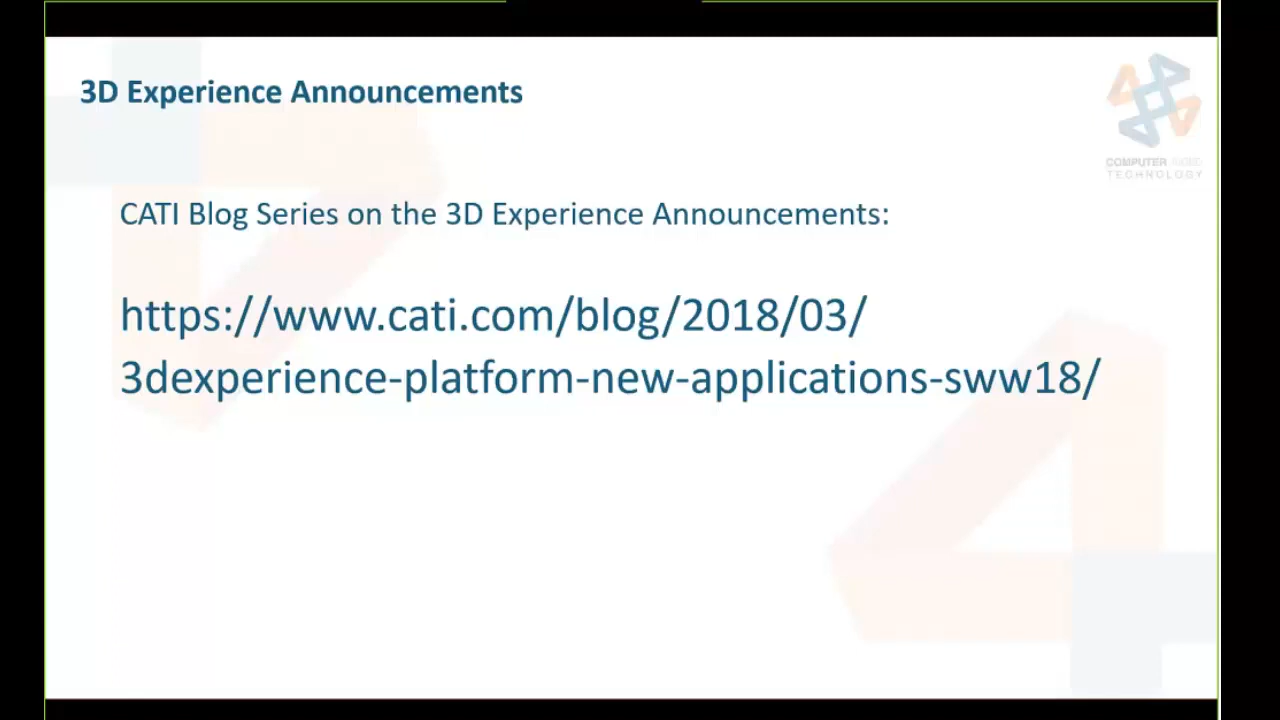 3D Experience Announcements
COMPUTER AIDED
TECHNOLOGY
CATI Blog Series on the 3D Experience Announcements:
https://www.cati.com/blog/2018/03/
3dexperience-platform-new-applications-sww18/